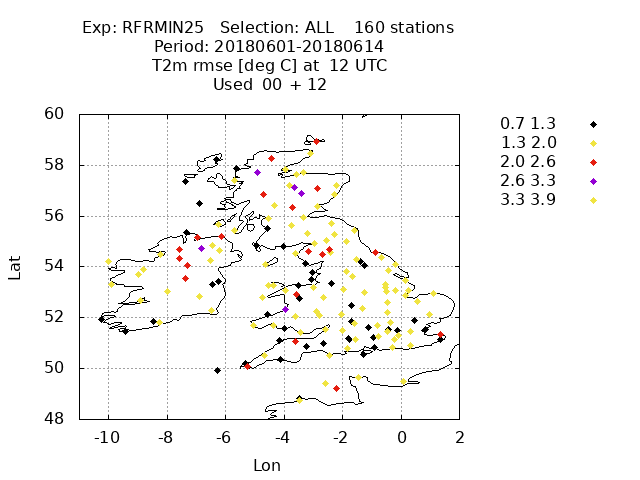 Exp: RFRMIN25 Selection: ALL 160 stations
Period: 20180601-20180614
T2m rmse [deg C] at 12 UTC
Used 00 + 12
60
58
56
54
52
50
48
Lat
-10 -8 -6 -4 -2 0 2
Lon
0.7 1.3
1.3 2.0
2.0 2.6
2.6 3.3
3.3 3.9